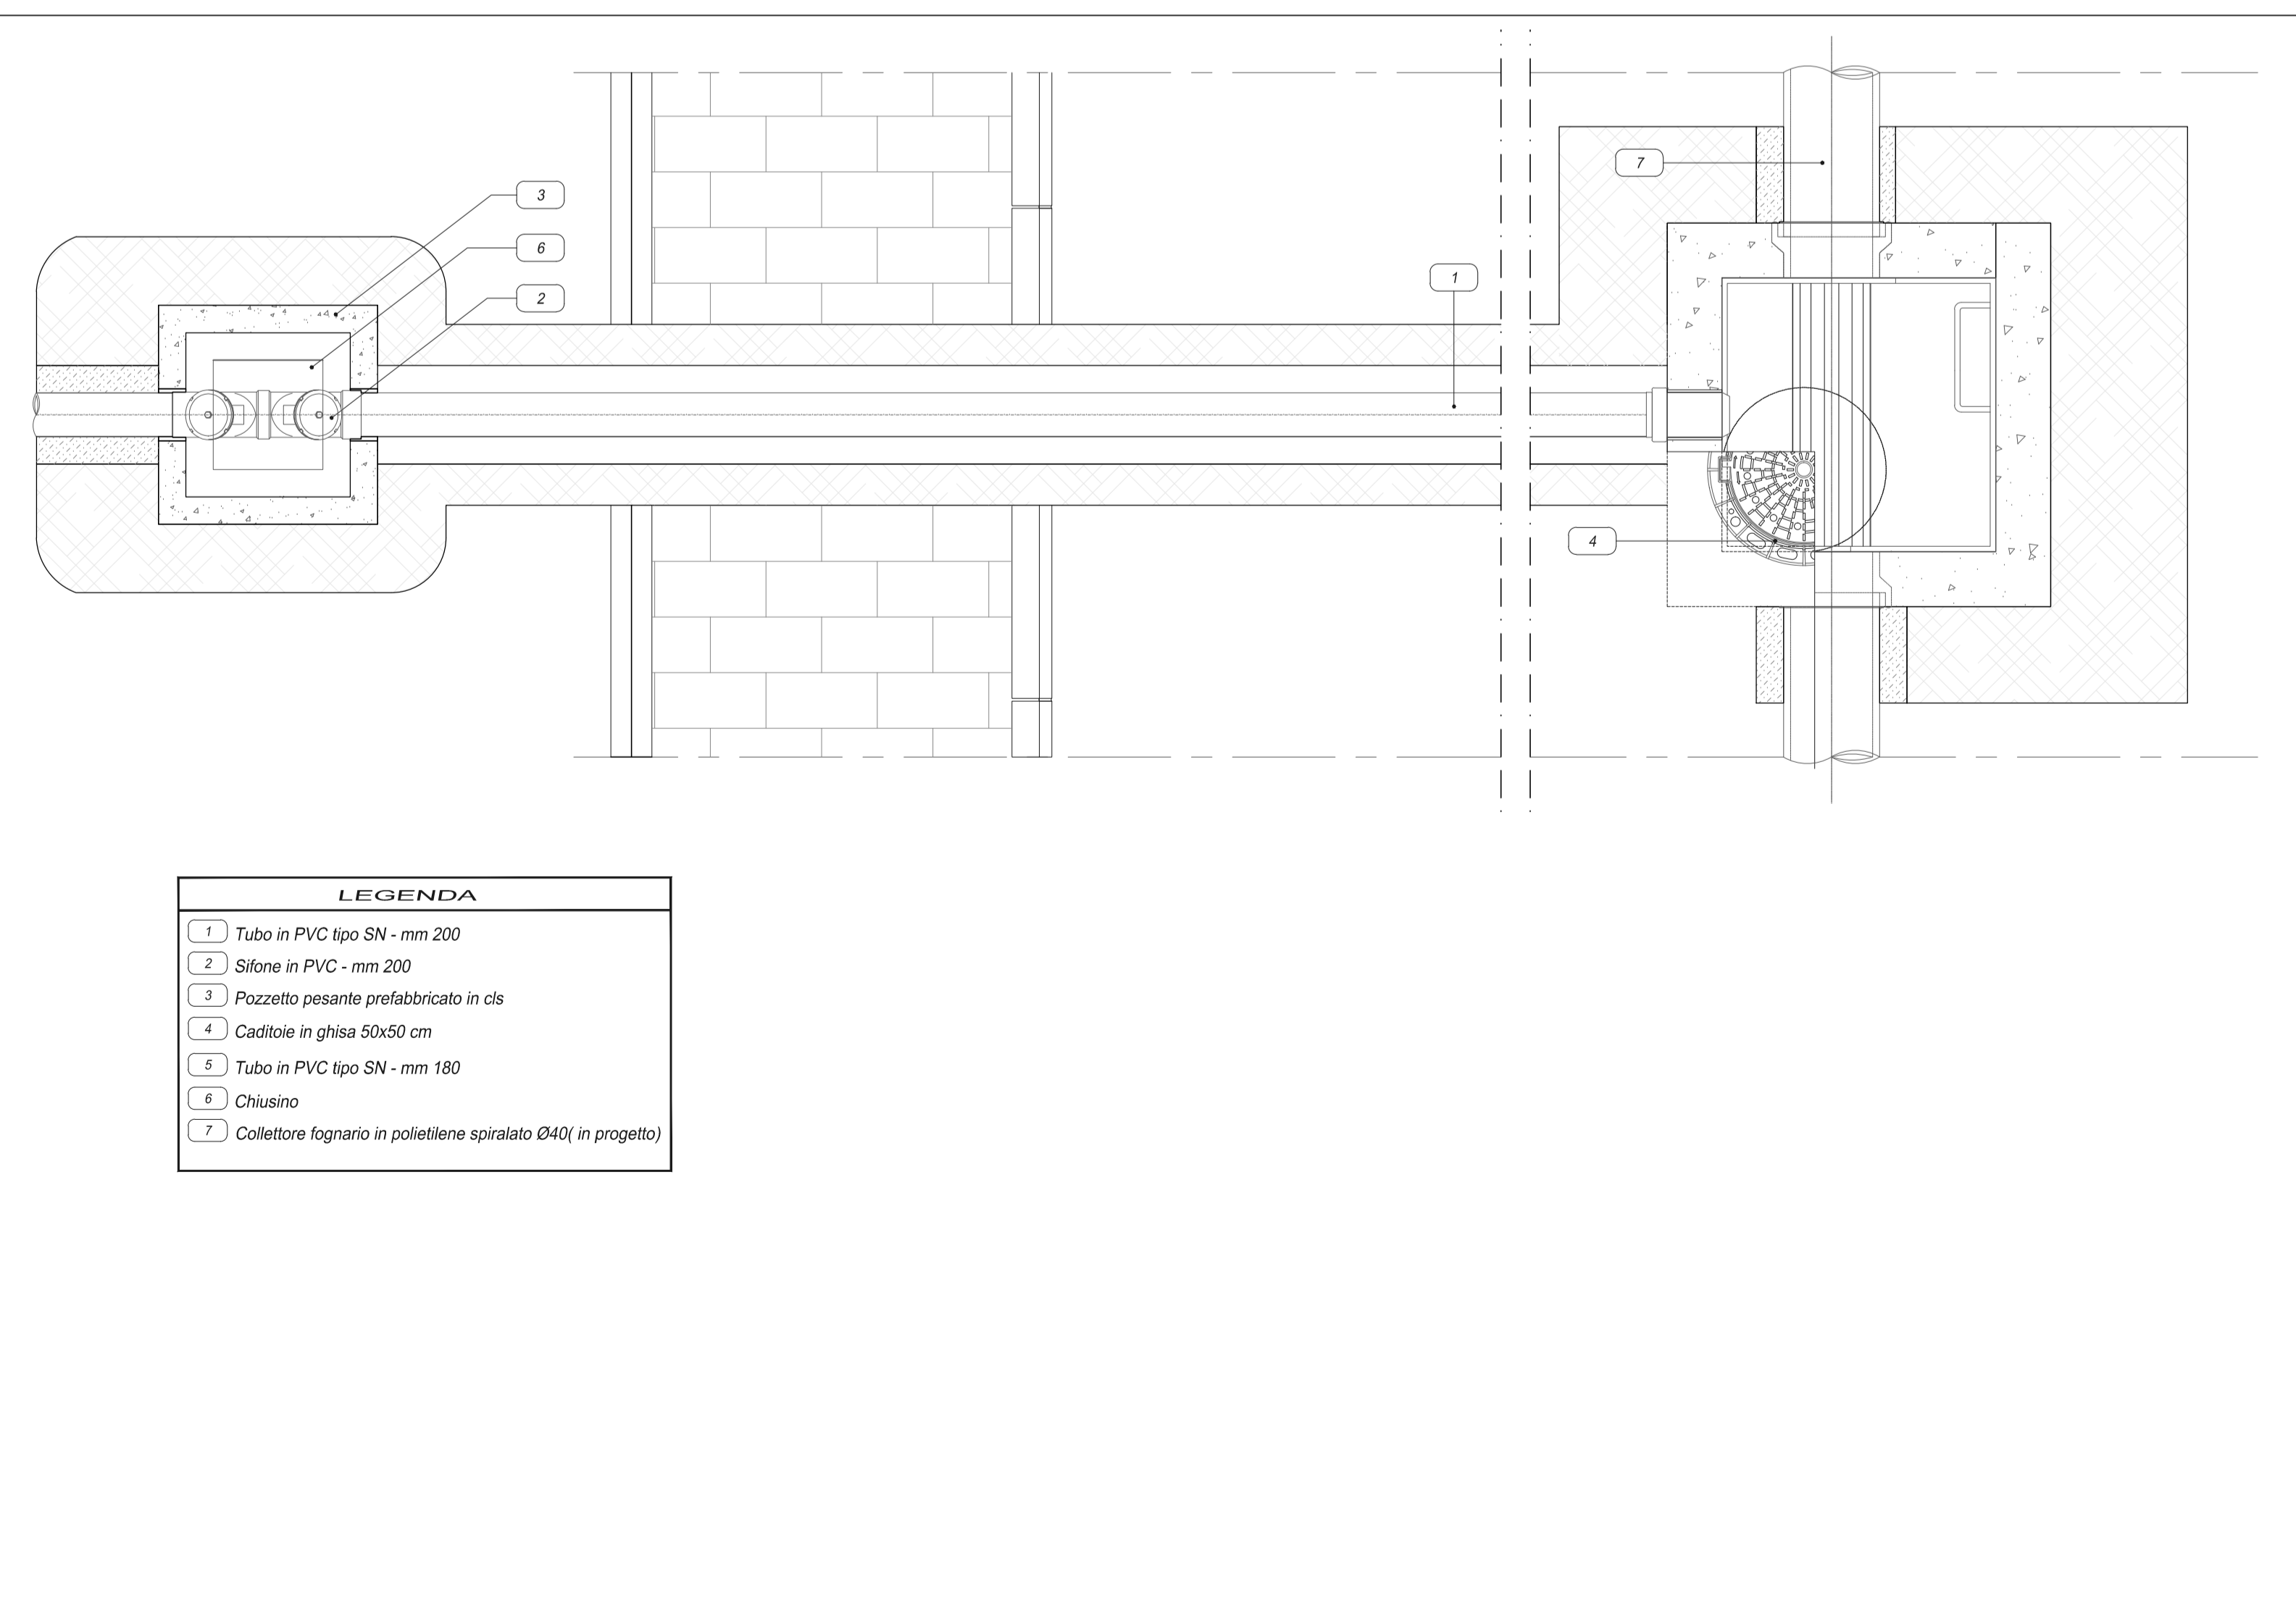 3
6
2
1
7
4
LEGENDA
1 Tubo in PVC tipo SN - mm 200
2 Sifone in PVC - mm 200
3 Pozzetto pesante prefabbricato in cls
4 Caditoie in ghisa 50x50 cm
5 Tubo in PVC tipo SN - mm 180
6 Chiusino
7 Collettore fognario in polietilene spiralato Ø40( in progetto)